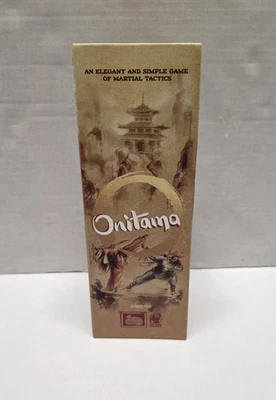 AN ELEGANT AND SIMPLE GAME
OF MARTIAL TACTICS
Onitama